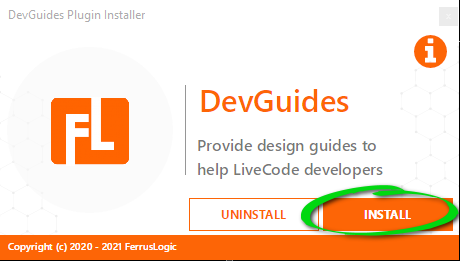 DevGuides Plugin Installer
FL
DevGuides
Provide design guides to
help LiveCode developers
UNINSTALL
INSTALL
Copyright (c) 2020 - 2021 FerrusLogic